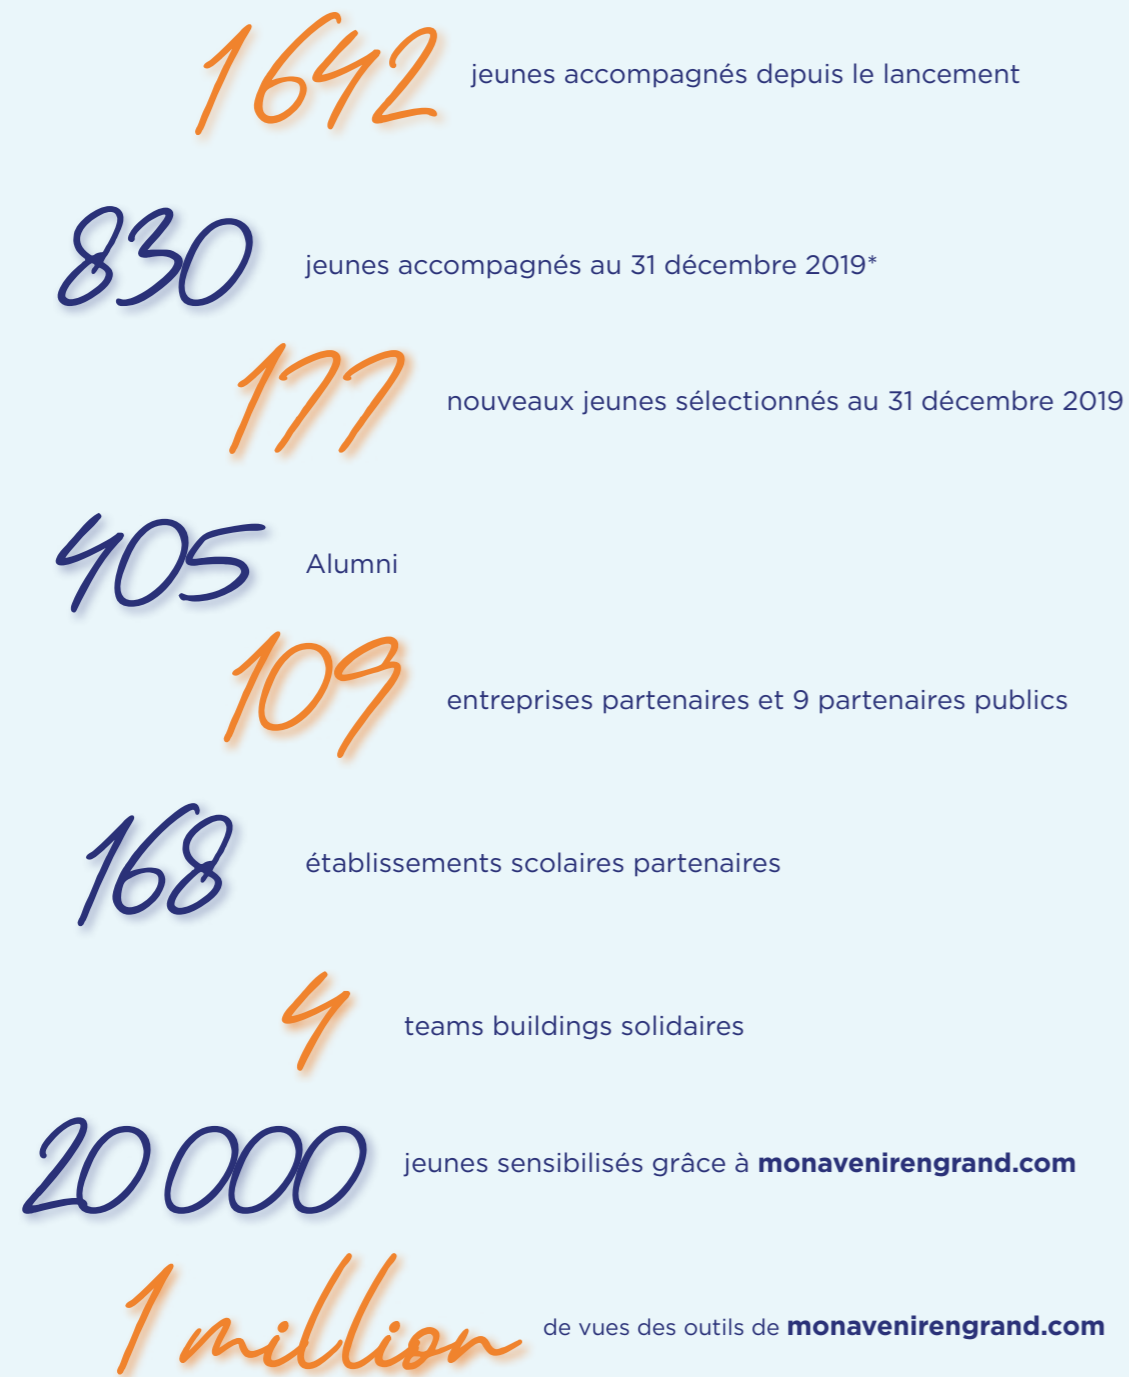 1 642 jeunes accompagnés depuis le lancement
830 jeunes accompagnés au 31 décembre 2019*
177 nouveaux jeunes sélectionnés au 31 décembre 2019
405 Alumni
109 entreprises partenaires et 9 partenaires publics
168 établissements scolaires partenaires
4 teams buildings solidaires
20 000 jeunes sensibilisés grâce à monavenirengrand.com
1 million de vues des outils de monavenirengrand.com